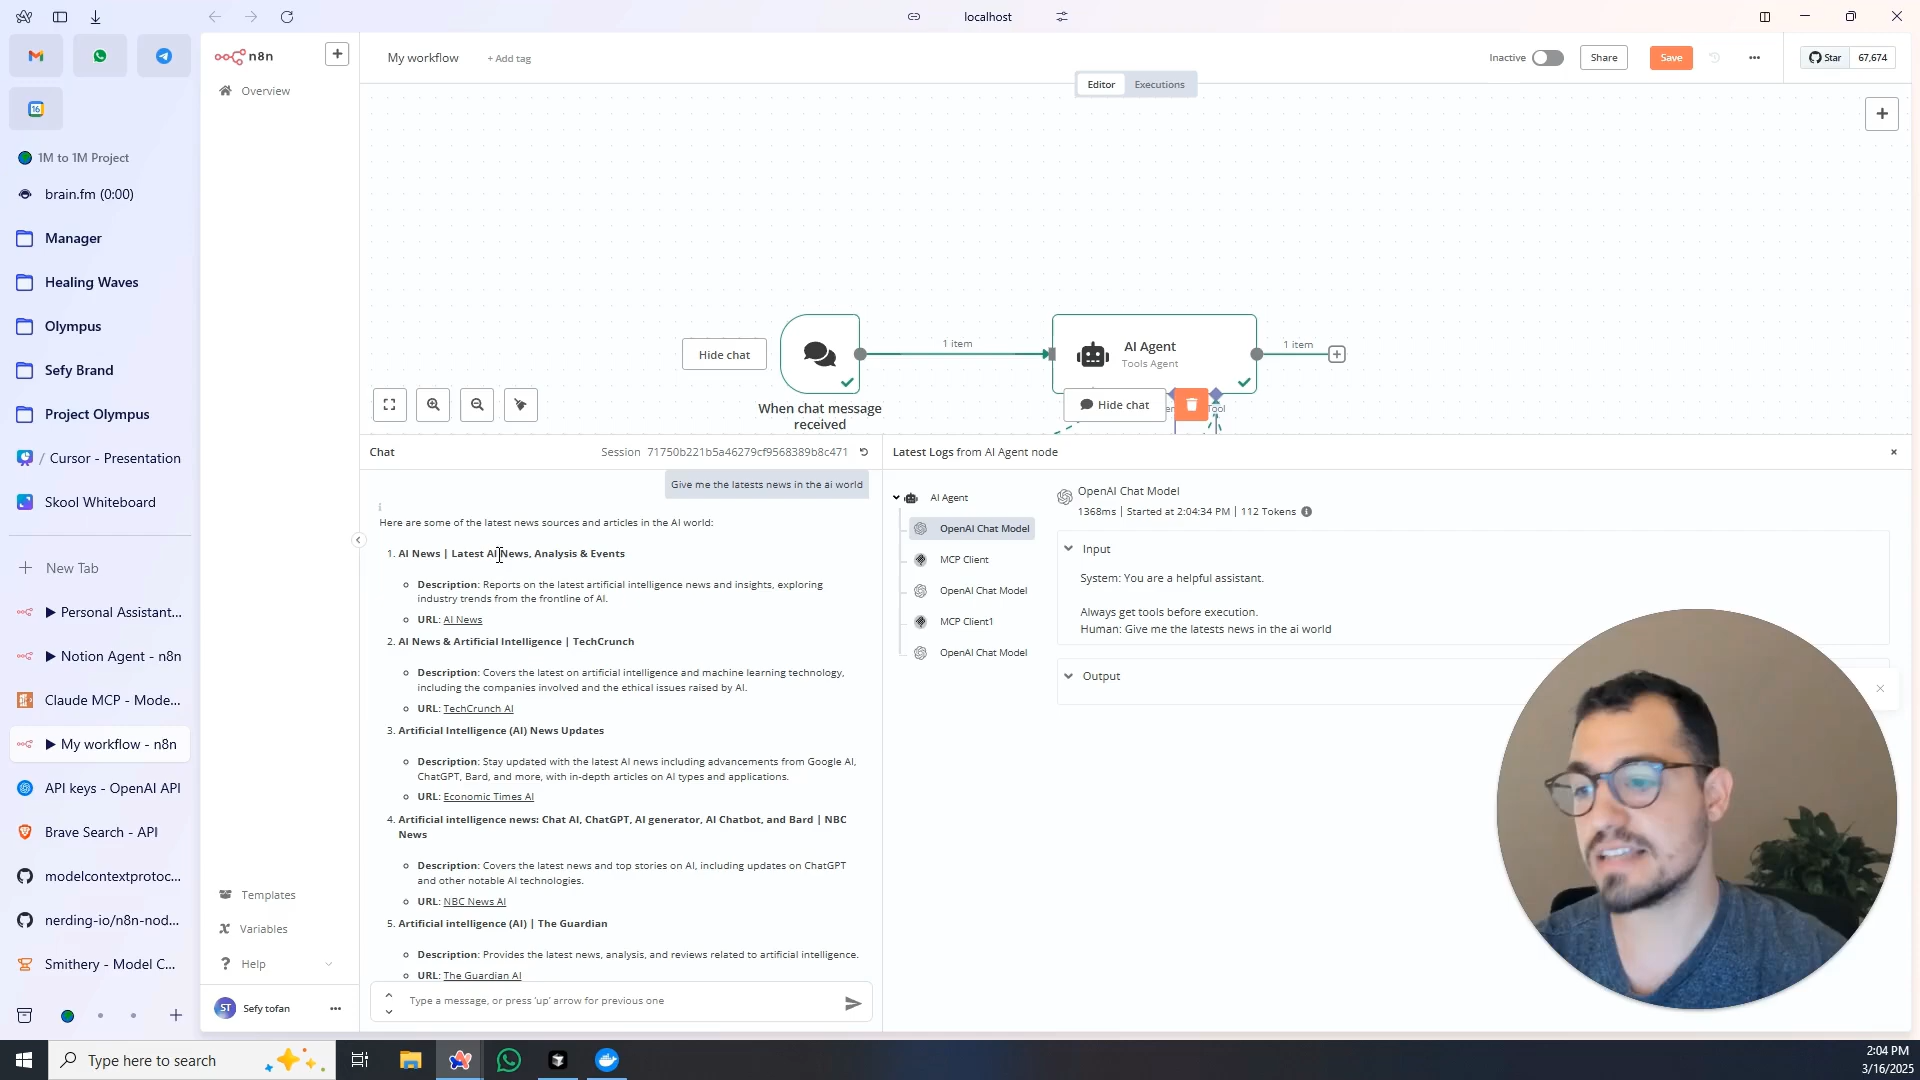 localhost
1M to 1M Project
brain.fm (0:00)
Manager
Healing Waves
Olympus
Sefy Brand
Project Olympus
/ Cursor - Presentation
Skool Whiteboard
New Tab
▶ Personal Assistant...
▶ Notion Agent - n8n
Claude MCP - Mode...
▶ My workflow - n8n
API keys - OpenAI API
Brave Search - API
modelcontextprotoc...
nerding-io/n8n-nod...
Smithery - Model C...
n8n
Overview
Templates
Variables
Help
ST Sefy tofan
My workflow
+ Add tag
Inactive
Share
Save
Star 67,674
Editor Executions
Hide chat
1 item
AI Agent
Tools Agent
1 item
When chat message
received
Hide chat
Tool
Chat
Session 71750b221b5a46279cf9568389b8c471
Give me the latests news in the ai world
Here are some of the latest news sources and articles in the AI world:
1. AI News | Latest AI News, Analysis & Events
Description: Reports on the latest artificial intelligence news and insights, exploring
industry trends from the frontline of AI.
URL: AI News
2. AI News & Artificial Intelligence | TechCrunch
Description: Covers the latest on artificial intelligence and machine learning technology,
including the companies involved and the ethical issues raised by AI.
URL: TechCrunch AI
3. Artificial Intelligence (AI) News Updates
Description: Stay updated with the latest AI news including advancements from Google AI,
ChatGPT, Bard, and more, with in-depth articles on AI types and applications.
URL: Economic Times AI
4. Artificial intelligence news: Chat AI, ChatGPT, AI generator, AI Chatbot, and Bard | NBC
News
Description: Covers the latest news and top stories on AI, including updates on ChatGPT
and other notable AI technologies.
URL: NBC News AI
5. Artificial intelligence (AI) | The Guardian
Description: Provides the latest news, analysis, and reviews related to artificial intelligence.
URL: The Guardian AI
Type a message, or press 'up' arrow for previous one
Latest Logs from AI Agent node
AI Agent
OpenAI Chat Model
MCP Client
OpenAI Chat Model
MCP Client1
OpenAI Chat Model
OpenAI Chat Model
1368ms | Started at 2:04:34 PM | 112 Tokens
Input
System: You are a helpful assistant.
Always get tools before execution.
Human: Give me the latests news in the ai world
Output
Type here to search
2:04 PM
3/16/2025